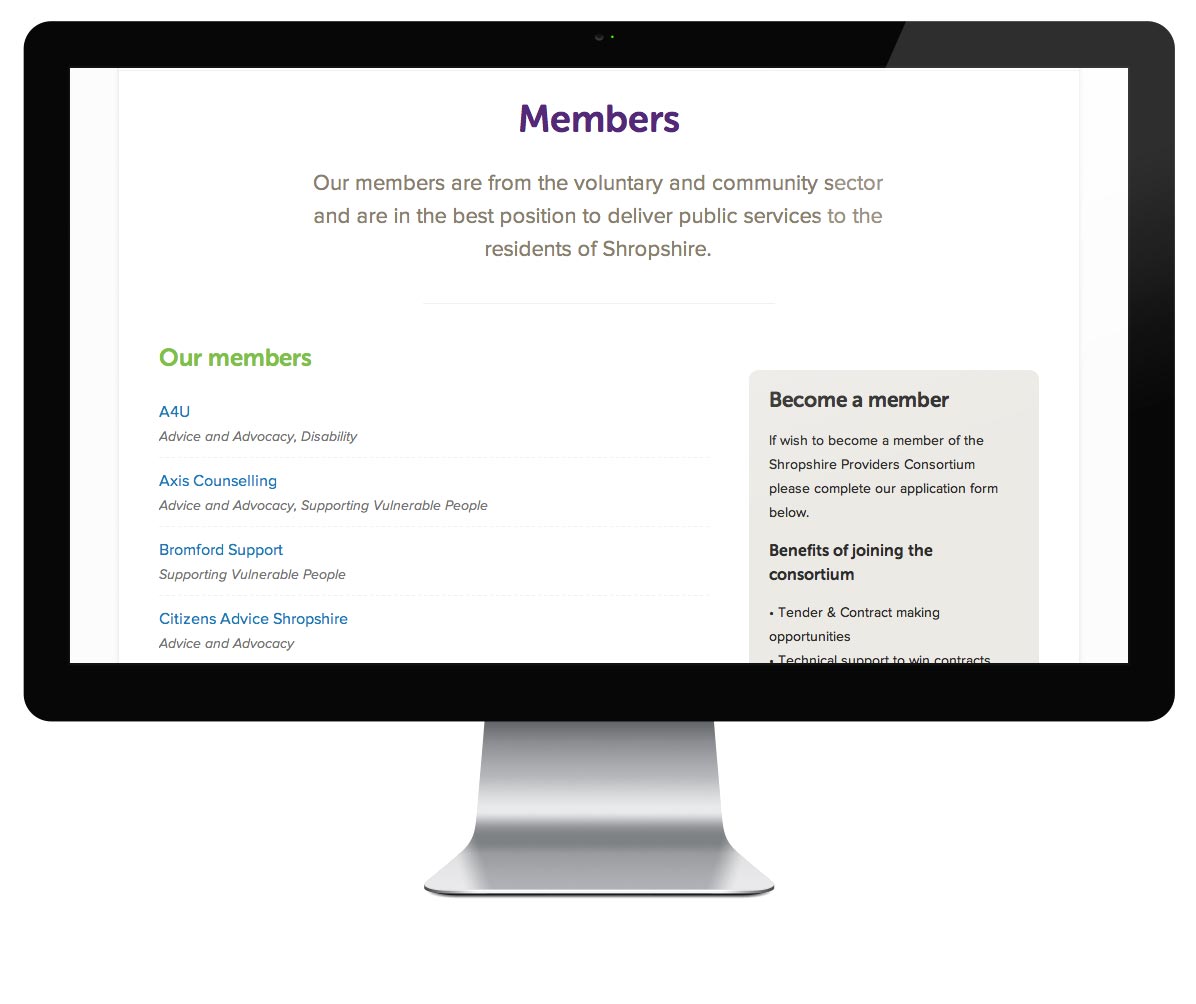 Members
Our members are from the voluntary and community sector
and are in the best position to deliver public services to the
residents of Shropshire.
Our members
A4U
Advice and Advocacy, Disability
Axis Counselling
Advice and Advocacy, Supporting Vulnerable People
Bromford Support
Supporting Vulnerable People
Citizens Advice Shropshire
Advice and Advocacy
Become a member
If wish to become a member of the
Shropshire Providers Consortium
please complete our application form
below.
Benefits of joining the
consortium
• Tender & Contract making
opportunities
• Technical support to win contracts